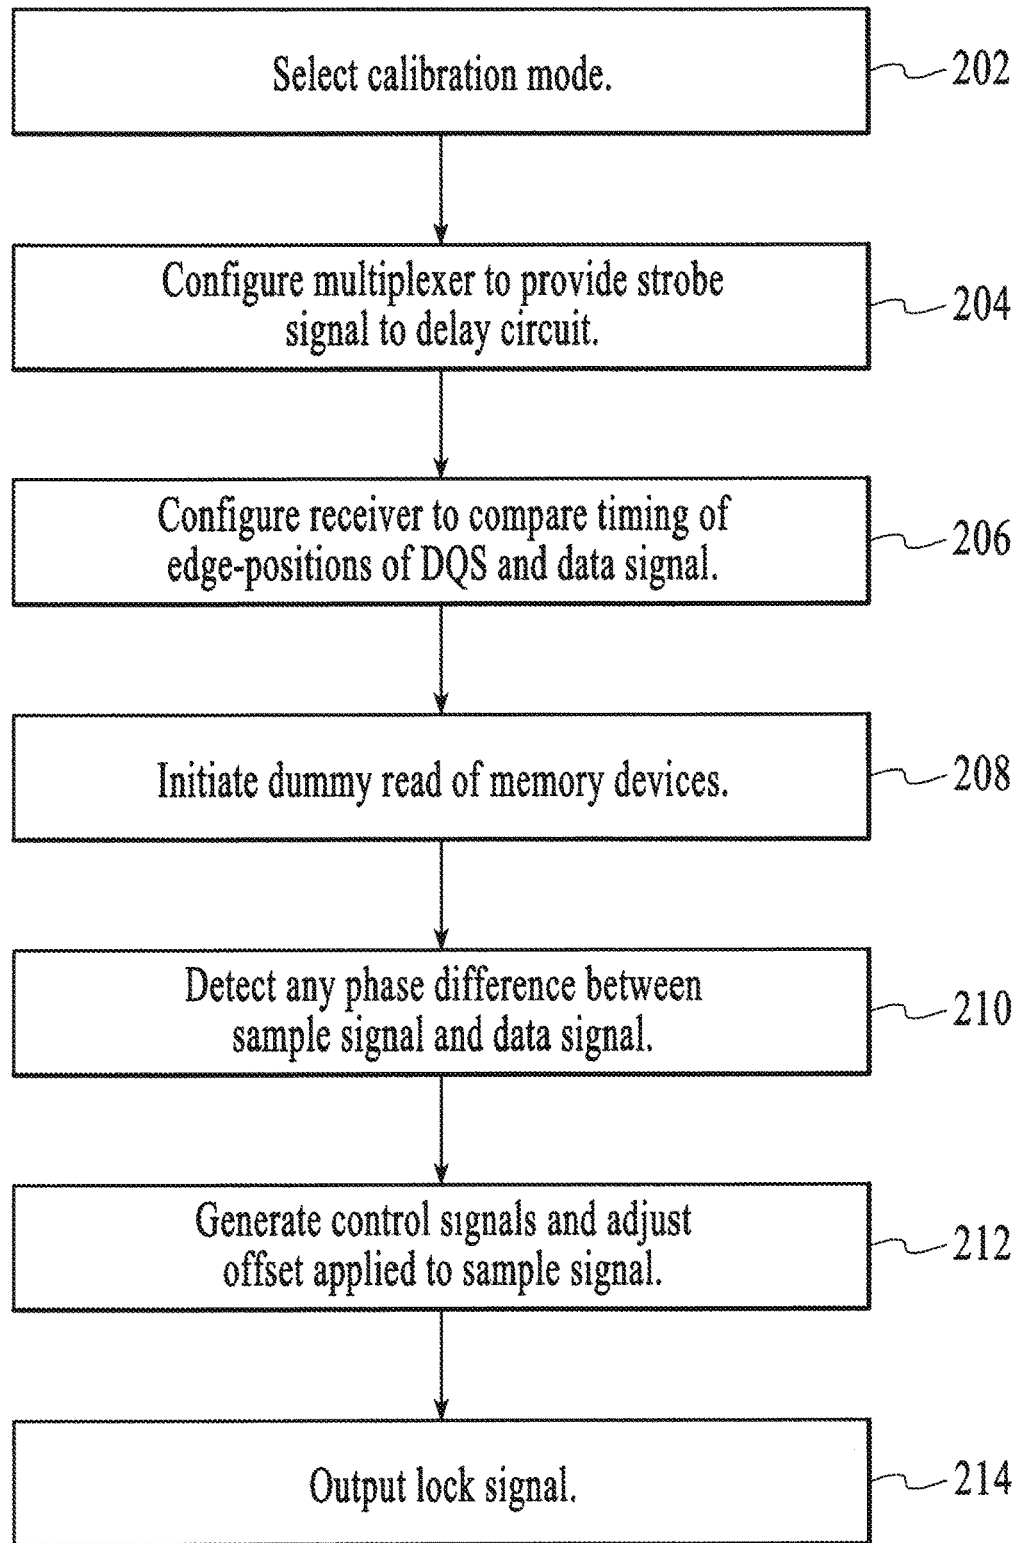 Select calibration mode.
202
Configure multiplexer to provide strobe
signal to delay circuit.
204
Configure receiver to compare timing of
edge-positions of DQS and data signal.
206
Initiate dummy read of memory devices.
208
Detect any phase difference between
sample signal and data signal.
210
Generate control signals and adjust
offset applied to sample signal.
212
Output lock signal.
214